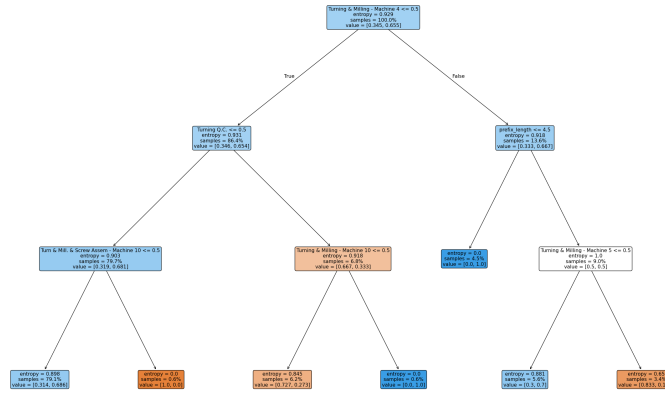 Turning & Milling - Machine 4 <= 0.5
entropy = 0.929
samples = 100.0%
value = [0.345, 0.655]
True
False
Turning Q.C. <= 0.5
entropy = 0.931
samples = 86.4%
value = [0.346, 0.654]
prefix_length <= 4.5
entropy = 0.918
samples = 13.6%
value = [0.333, 0.667]
Turn & Mill. & Screw Assem - Machine 10 <= 0.5
entropy = 0.903
samples = 79.7%
value = [0.319, 0.681]
Turning & Milling - Machine 10 <= 0.5
entropy = 0.918
samples = 6.8%
value = [0.667, 0.333]
entropy = 0.0
samples = 4.5%
value = [0.0, 1.0]
Turning & Milling - Machine 5 <= 0.5
entropy = 1.0
samples = 9.0%
value = [0.5, 0.5]
entropy = 0.898
samples = 79.1%
value = [0.314, 0.686]
entropy = 0.0
samples = 0.6%
value = [1.0, 0.0]
entropy = 0.845
samples = 6.2%
value = [0.727, 0.273]
entropy = 0.0
samples = 0.6%
value = [0.0, 1.0]
entropy = 0.881
samples = 5.6%
value = [0.3, 0.7]
entropy = 0.65
samples = 3.4%
value = [0.833, 0.1